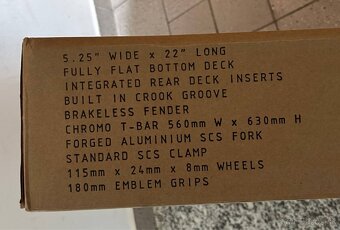 5.25" WIDE x 22" LONG
FULLY FLAT BOTTOM DECK
INTEGRATED REAR DECK INSERTS
BUILT IN CROOK GROOVE
BRAKELESS FENDER
CHROMO T-BAR 560mm W x 630mm H
FORGED ALUMINIUM SCS FORK
STANDARD SCS CLAMP
115mm x 24mm x 8mm WHEELS
180mm EMBLEM GRIPS